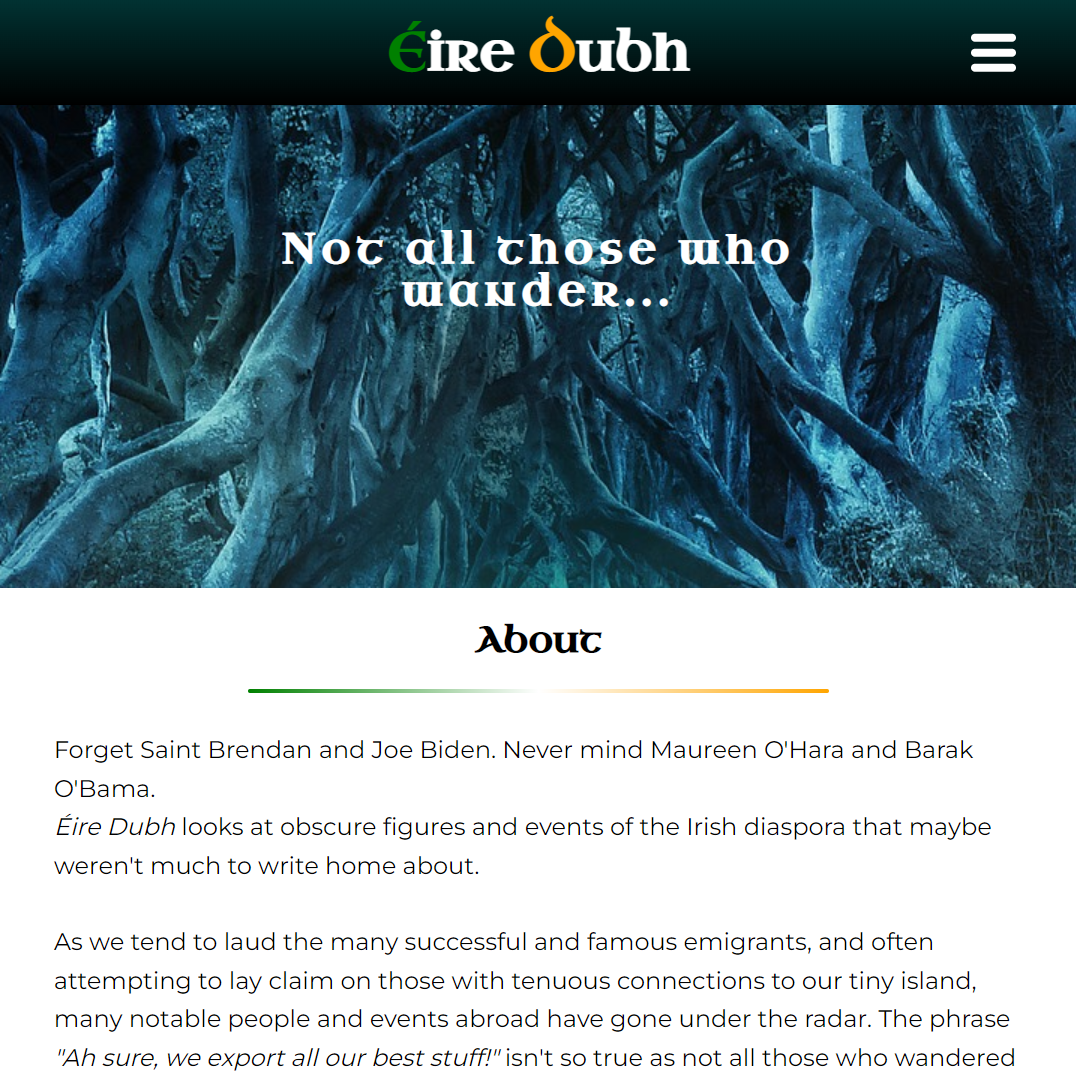 Éire Dubh
Not all those who
wander...
About
Forget Saint Brendan and Joe Biden. Never mind Maureen O'Hara and Barak
O'Bama.
Éire Dubh looks at obscure figures and events of the Irish diaspora that maybe
weren't much to write home about.
As we tend to laud the many successful and famous emigrants, and often
attempting to lay claim on those with tenuous connections to our tiny island,
many notable people and events abroad have gone under the radar. The phrase
"Ah sure, we export all our best stuff!" isn't so true as not all those who wandered